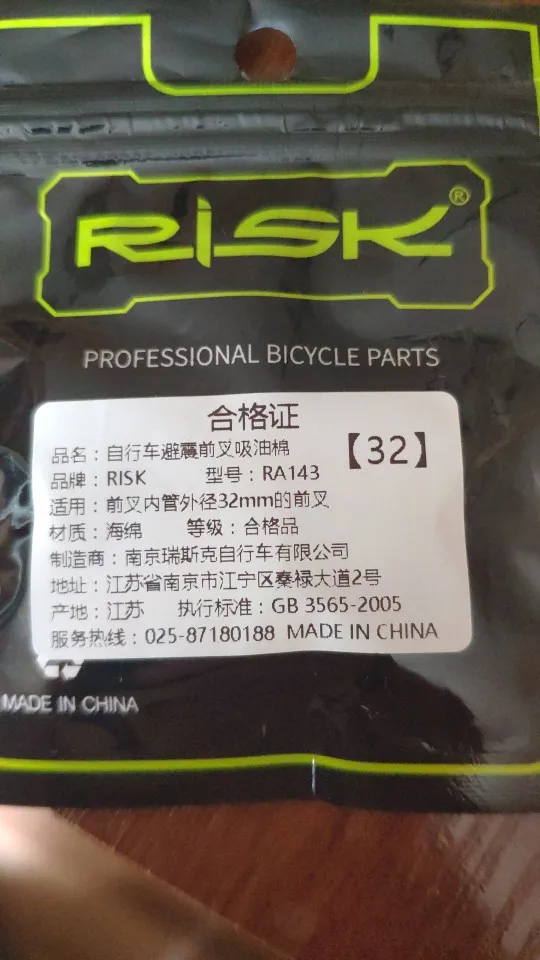 RiSK®
PROFESSIONAL BICYCLE PARTS
合格证
品名：自行车避震前叉吸油棉 【32】
品牌：RISK 型号：RA143
适用：前叉内管外径32mm的前叉
材质：海绵 等级：合格品
制造商：南京瑞斯克自行车有限公司
地址：江苏省南京市江宁区秦禄大道2号
产地：江苏 执行标准：GB 3565-2005
服务热线：025-87180188 MADE IN CHINA
MADE IN CHINA